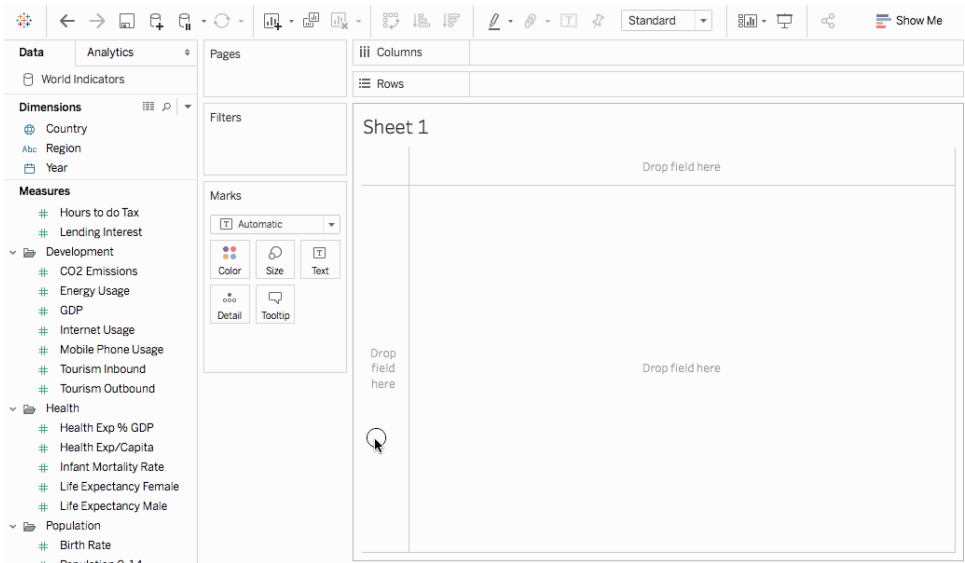 Standard
Show Me
Data
Analytics
World Indicators
Dimensions
Country
Abc Region
Year
Measures
Hours to do Tax
Lending Interest
Development
CO2 Emissions
Energy Usage
GDP
Internet Usage
Mobile Phone Usage
Tourism Inbound
Tourism Outbound
Health
Health Exp % GDP
Health Exp/Capita
Infant Mortality Rate
Life Expectancy Female
Life Expectancy Male
Population
Birth Rate
Pages
Filters
Marks
T Automatic
Color
Size
T
Text
Detail
Tooltip
Columns
Rows
Sheet 1
Drop field here
Drop
field
here
Drop field here